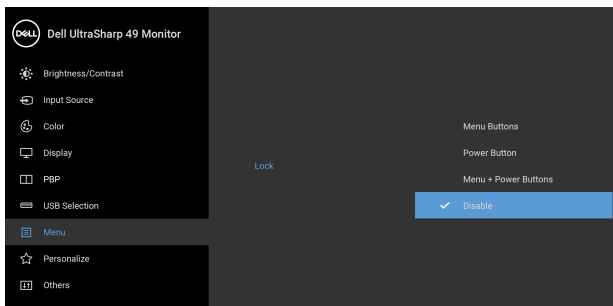 DELL
Dell UltraSharp 49 Monitor
Brightness/Contrast
Input Source
Color
Display
PBP
USB Selection
Menu
Personalize
Others
Lock
Menu Buttons
Power Button
Menu + Power Buttons
Disable